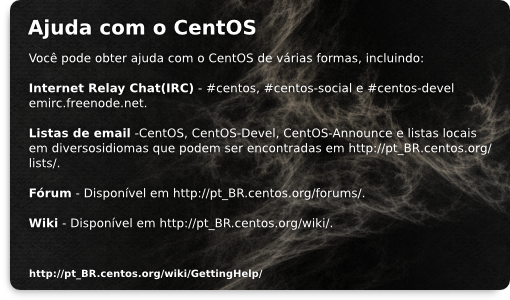 Ajuda com o CentOS
Você pode obter ajuda com o CentOS de várias formas, incluindo:
Internet Relay Chat(IRC) - #centos, #centos-social e #centos-devel
emirc.freenode.net.
Listas de email -CentOS, CentOS-Devel, CentOS-Announce e listas locais
em diversosidiomas que podem ser encontradas em http://pt_BR.centos.org/
lists/.
Fórum - Disponível em http://pt_BR.centos.org/forums/.
Wiki - Disponível em http://pt_BR.centos.org/wiki/.
http://pt_BR.centos.org/wiki/GettingHelp/